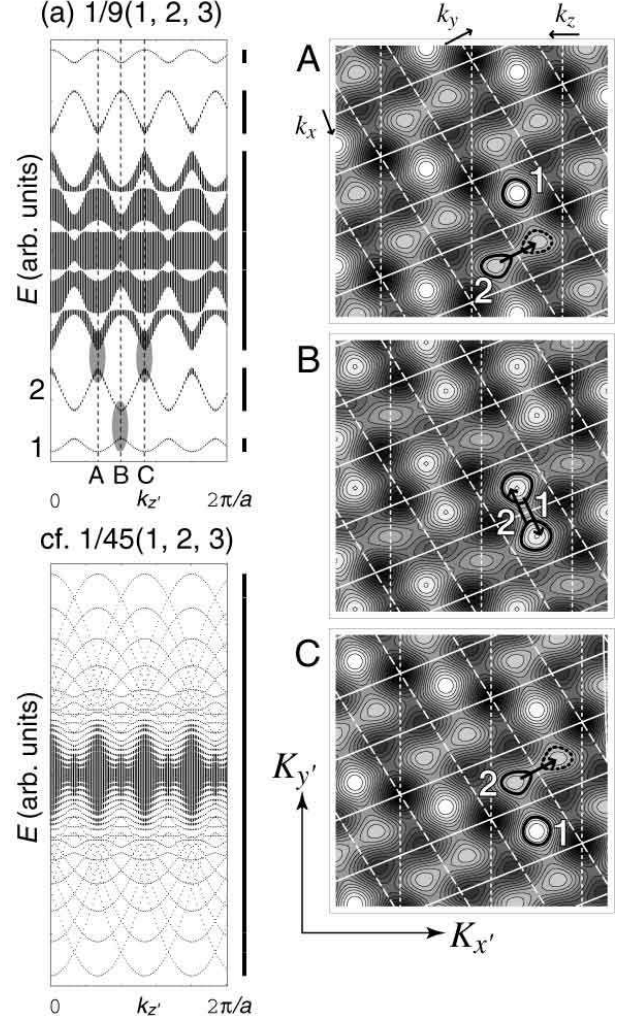 (a) 1/9(1, 2, 3)
E (arb. units)
2
1
A B C
0 kz' 2π/a
cf. 1/45(1, 2, 3)
E (arb. units)
0 kz' 2π/a
ky
kz
kx
A
1
2
B
1
2
C
2
1
Ky'
Kx'